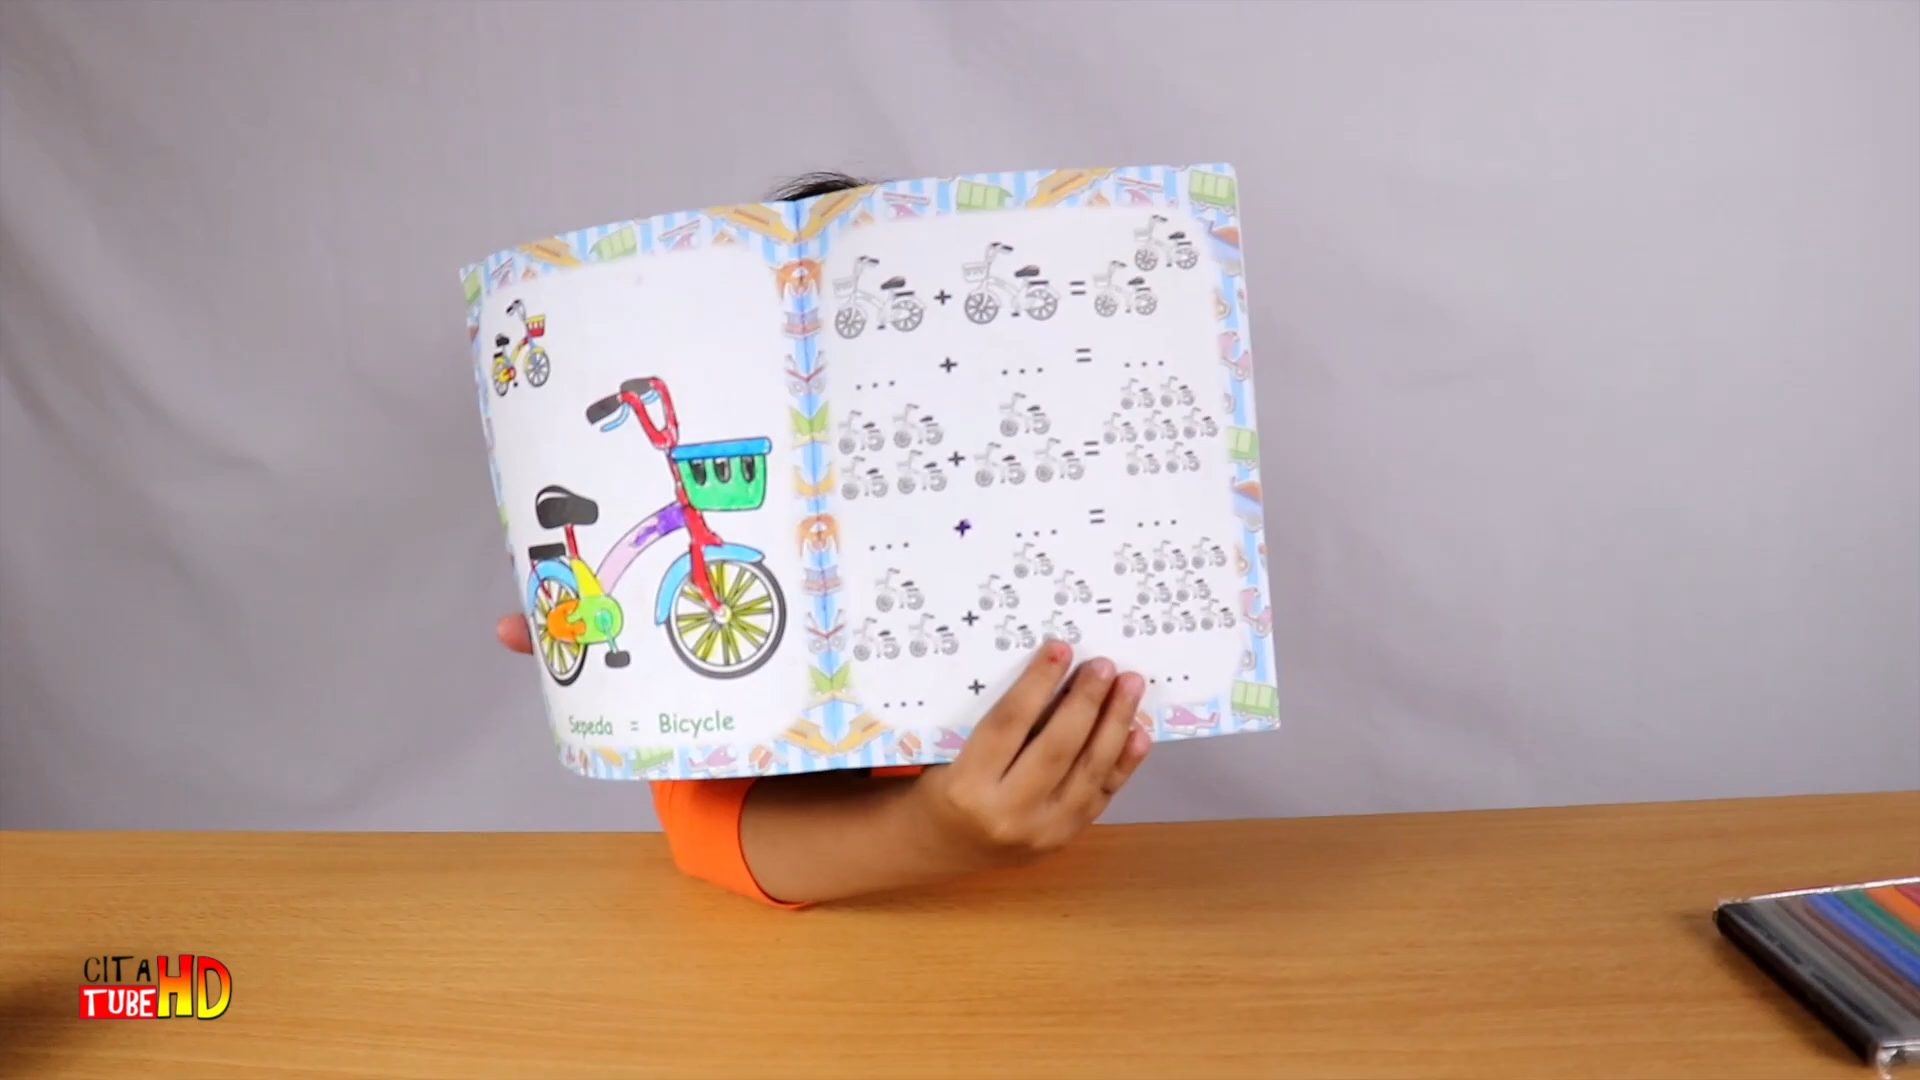 Sepeda = Bicycle
+ =
... + ... = ...
+ =
... + ... = ...
+ =
... + ...
CITA
TUBE HD